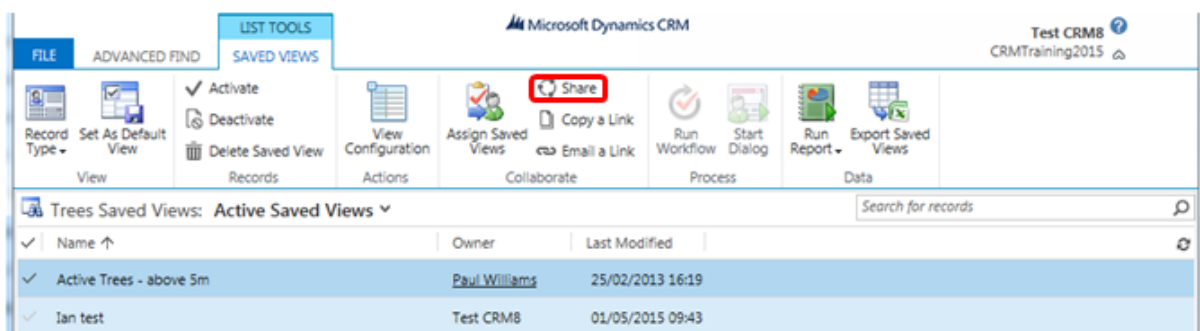 LIST TOOLS
Microsoft Dynamics CRM
Test CRM8
CRMTraining2015
FILE
ADVANCED FIND
SAVED VIEWS
Record Type
Set As Default View
View
Activate
Deactivate
Delete Saved View
Records
View Configuration
Actions
Assign Saved Views
Share
Copy a Link
Email a Link
Collaborate
Run Workflow
Start Dialog
Process
Run Report
Export Saved Views
Data
Trees Saved Views: Active Saved Views
Search for records
Name Owner Last Modified
Active Trees - above 5m Paul Williams 25/02/2013 16:19
Ian test Test CRM8 01/05/2015 09:43